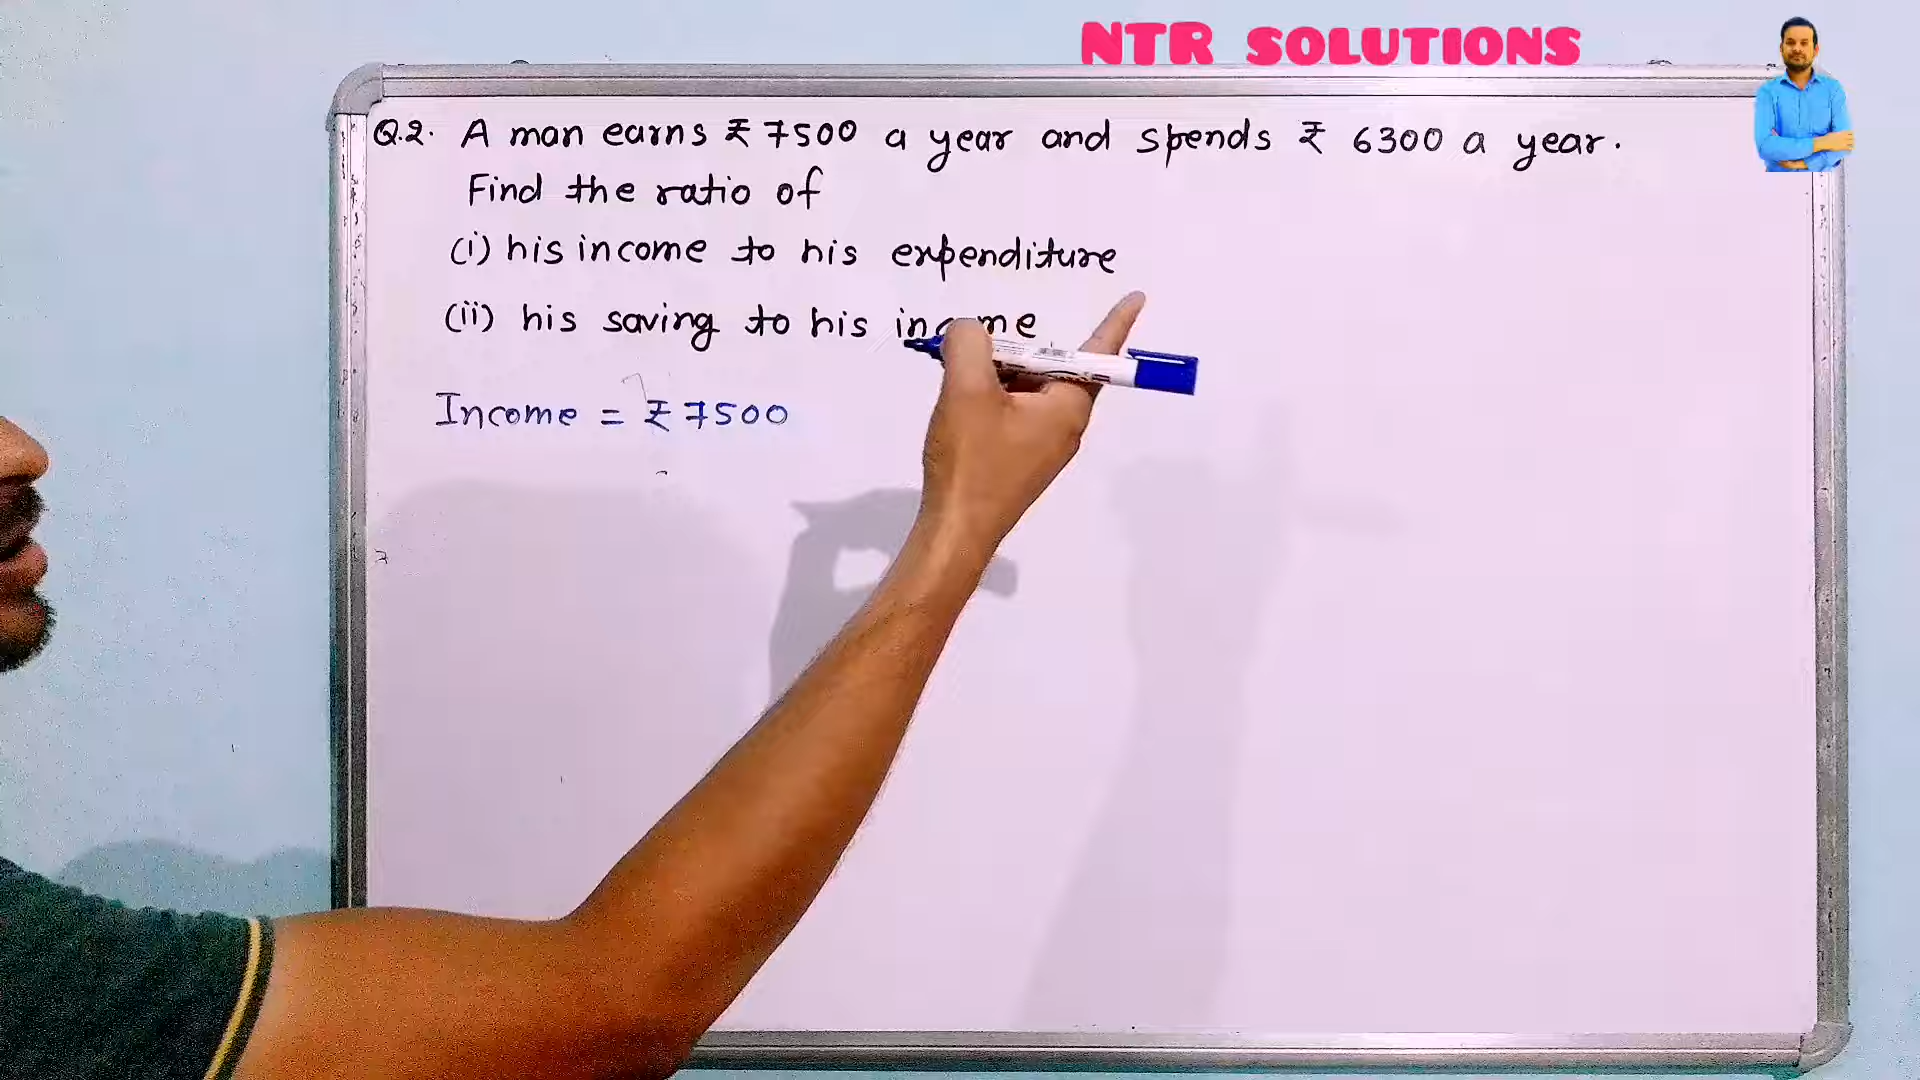 NTR SOLUTIONS
Q.2. A man earns ₹ 7500 a year and spends ₹ 6300 a year.
Find the ratio of
(i) his income to his expenditure
(ii) his saving to his income
Income = ₹ 7500